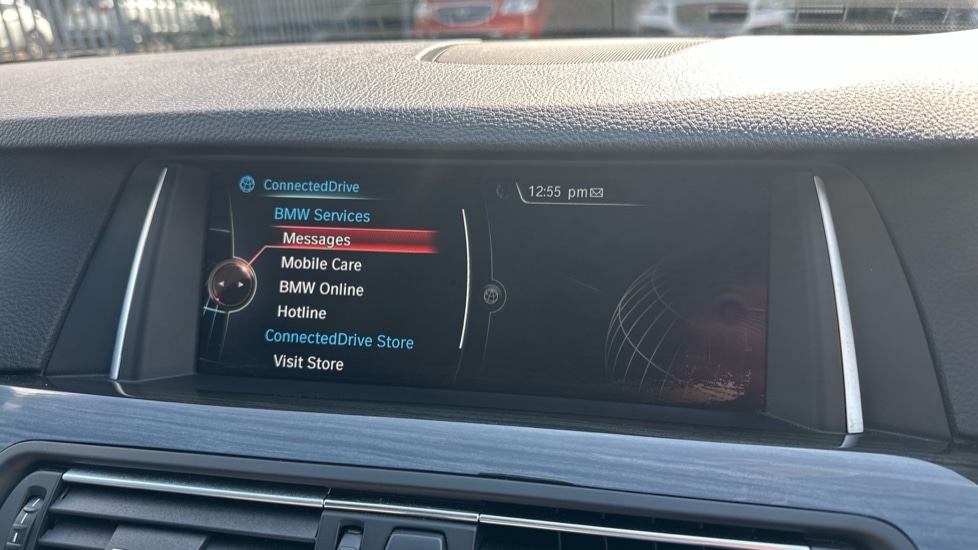 ConnectedDrive
12:55 pm
BMW Services
Messages
Mobile Care
BMW Online
Hotline
ConnectedDrive Store
Visit Store